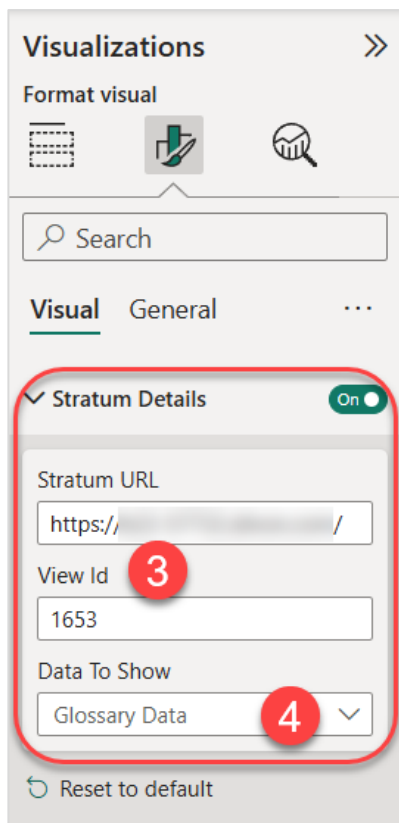 Visualizations
Format visual
Search
Visual General
Stratum Details On
Stratum URL
https:// /
View Id 3
1653
Data To Show
Glossary Data 4
Reset to default